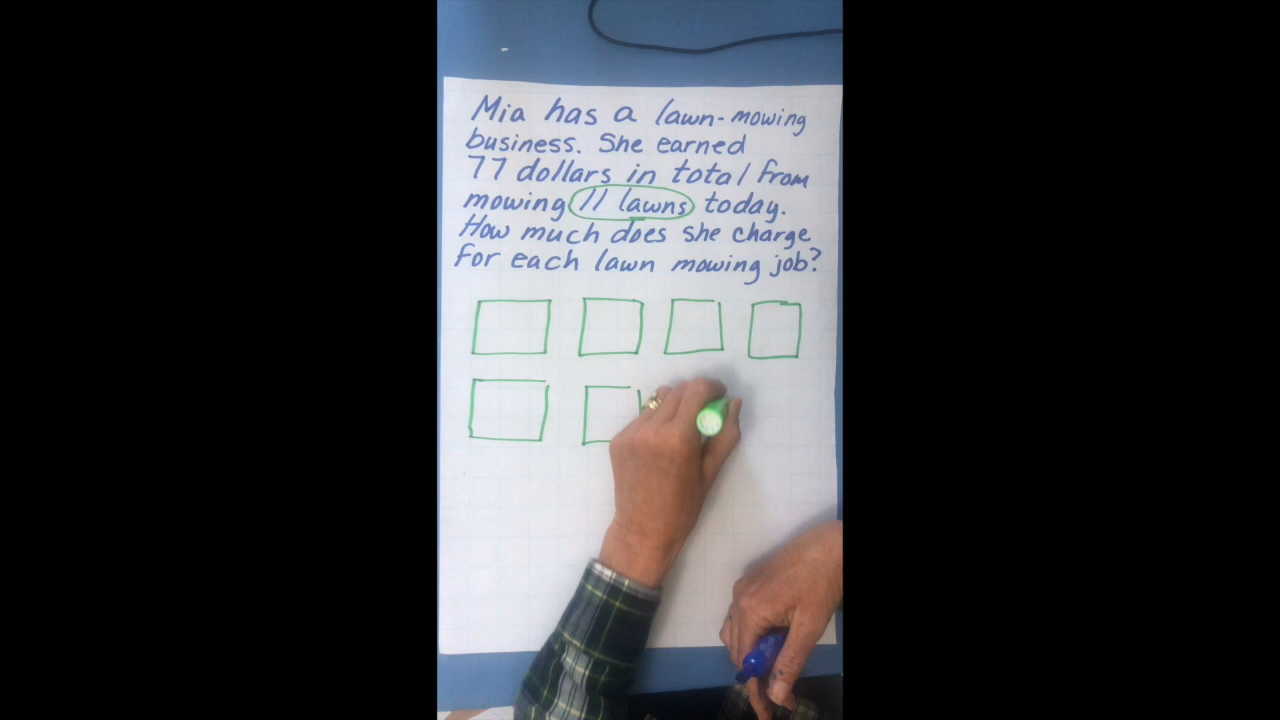 Mia has a lawn-mowing
business. She earned
77 dollars in total from
mowing 11 lawns today.
How much does she charge
for each lawn mowing job?